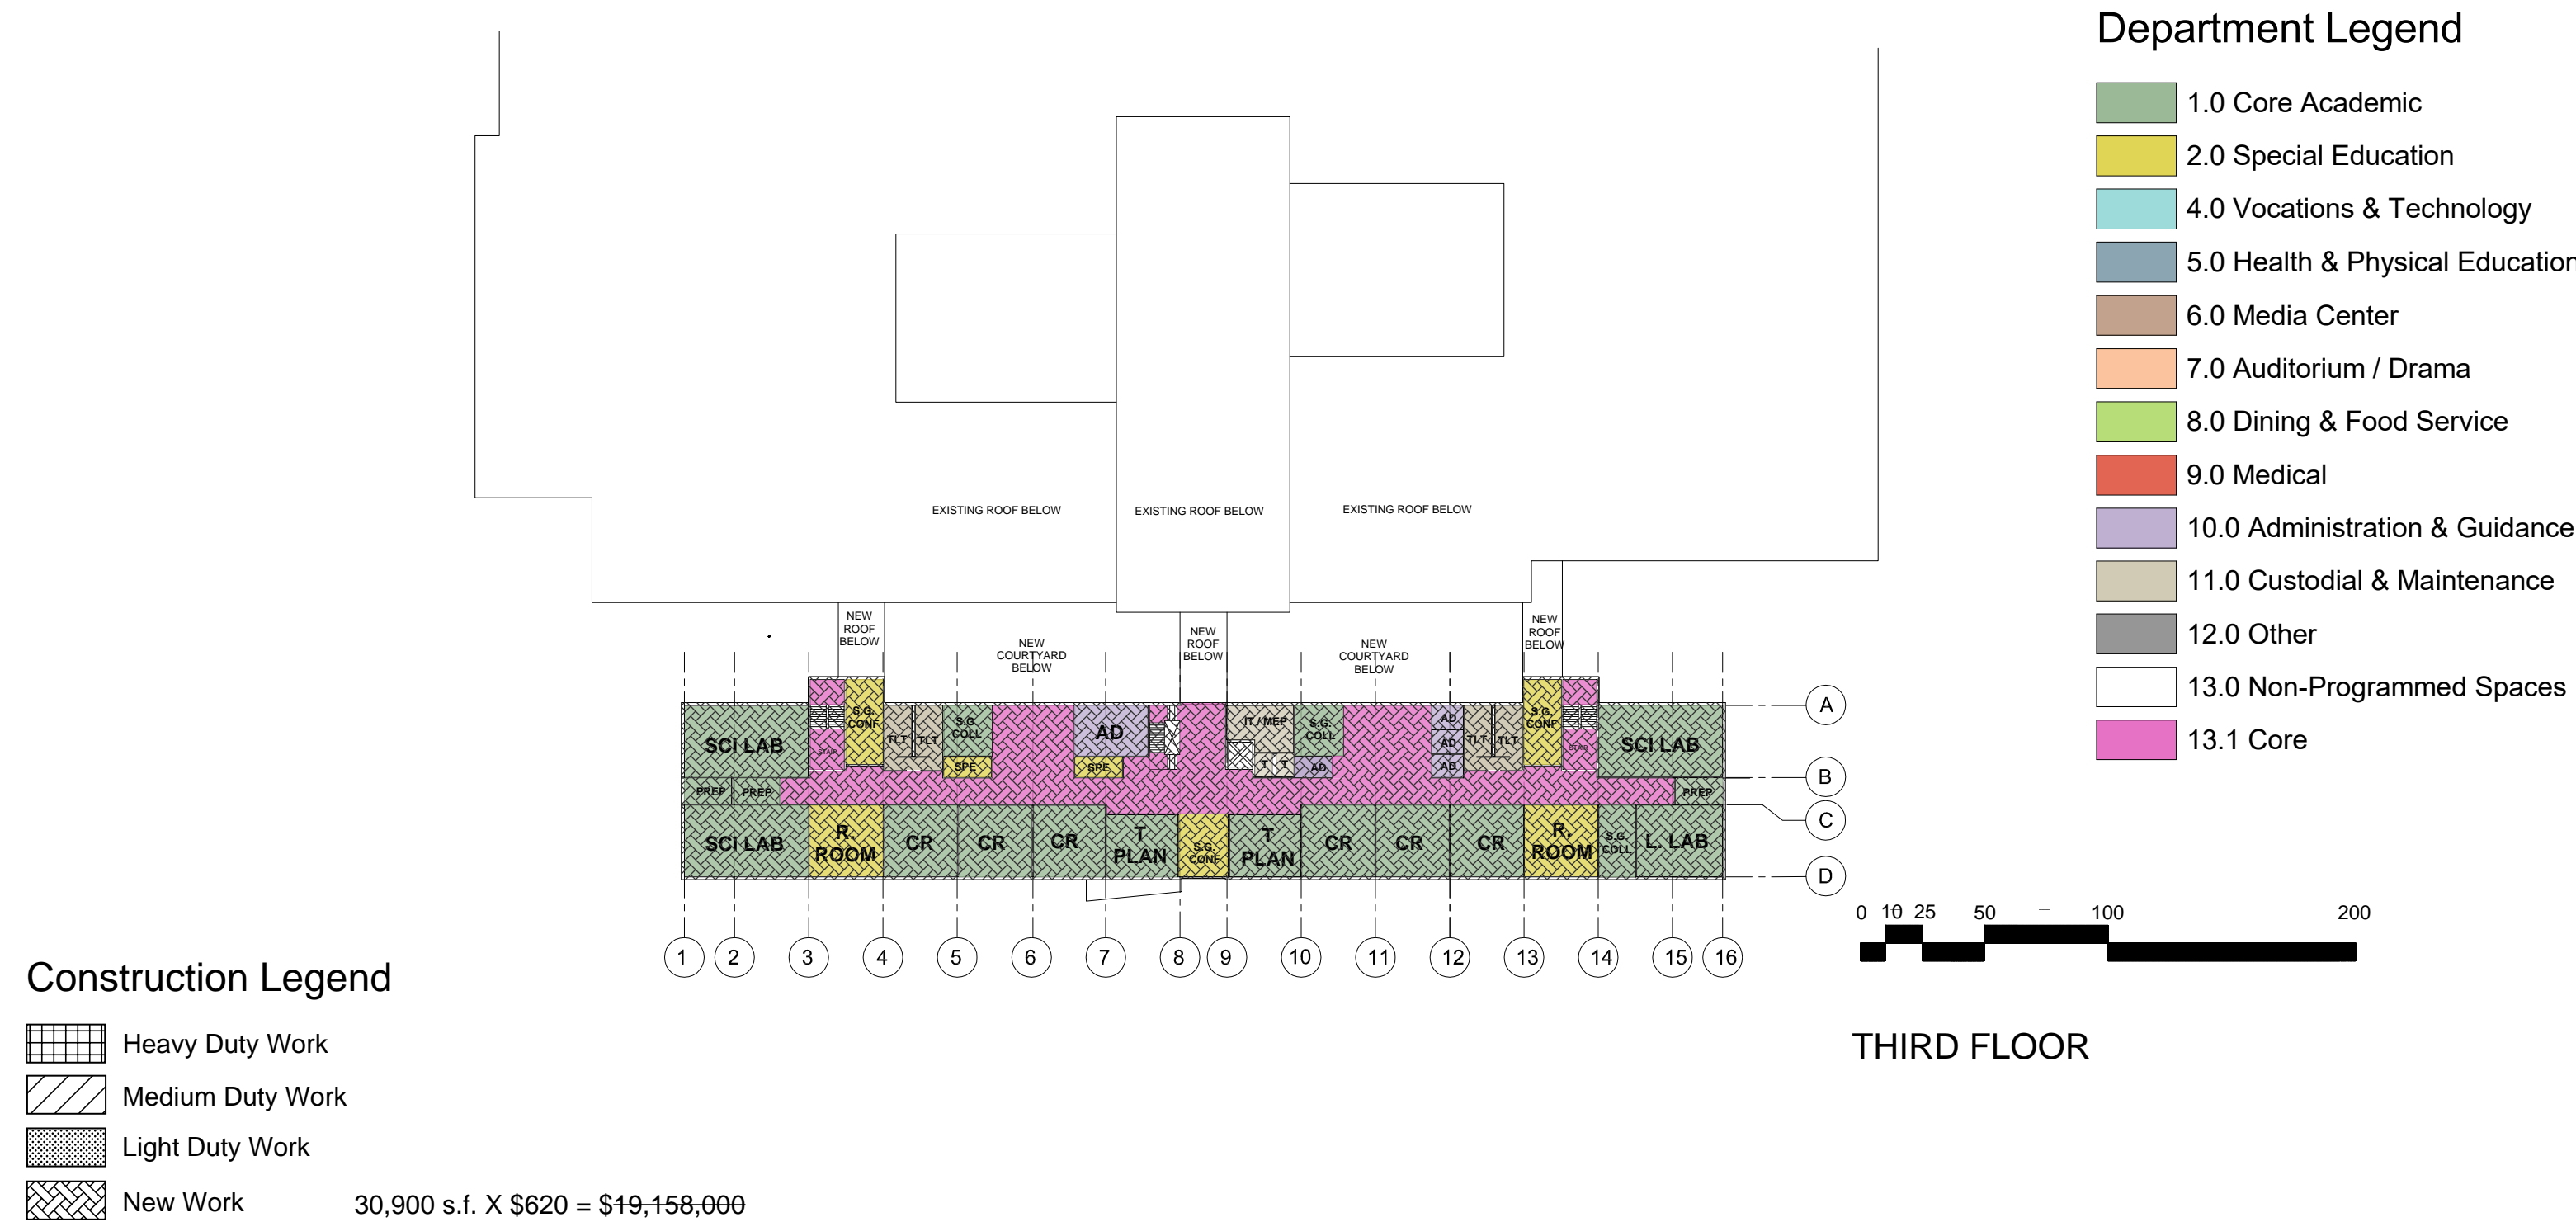 Department Legend
1.0 Core Academic
2.0 Special Education
4.0 Vocations & Technology
5.0 Health & Physical Education
6.0 Media Center
7.0 Auditorium / Drama
8.0 Dining & Food Service
9.0 Medical
10.0 Administration & Guidance
11.0 Custodial & Maintenance
12.0 Other
13.0 Non-Programmed Spaces
13.1 Core
EXISTING ROOF BELOW
EXISTING ROOF BELOW
EXISTING ROOF BELOW
NEW
ROOF
BELOW
NEW
COURTYARD
BELOW
NEW
ROOF
BELOW
NEW
COURTYARD
BELOW
NEW
ROOF
BELOW
SCI LAB
STAIR
S.G.
CONF
TLT
TLT
S.G.
COLL
SPE
AD
SPE
IT / MEP
T
T
S.G.
COLL
AD
AD
AD
AD
TLT
TLT
S.G.
CONF
STAIR
SCI LAB
PREP
PREP
PREP
SCI LAB
R.
ROOM
CR
CR
CR
T
PLAN
S.G.
CONF
T
PLAN
CR
CR
CR
R.
ROOM
S.G.
COLL
L. LAB
A
B
C
D
1 2 3 4 5 6 7 8 9 10 11 12 13 14 15 16
0 10 25 50 100 200
THIRD FLOOR
Construction Legend
Heavy Duty Work
Medium Duty Work
Light Duty Work
New Work
30,900 s.f. X $620 = $19,158,000